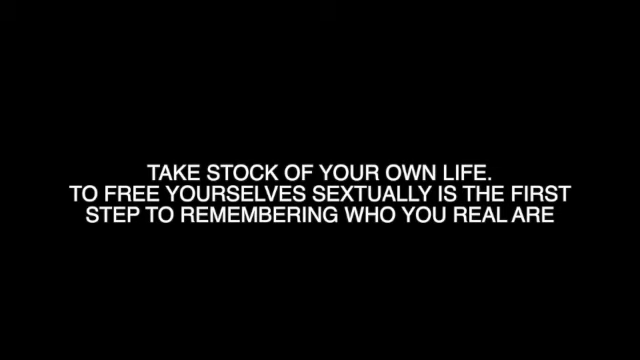 TAKE STOCK OF YOUR OWN LIFE.
TO FREE YOURSELVES SEXTUALLY IS THE FIRST
STEP TO REMEMBERING WHO YOU REAL ARE